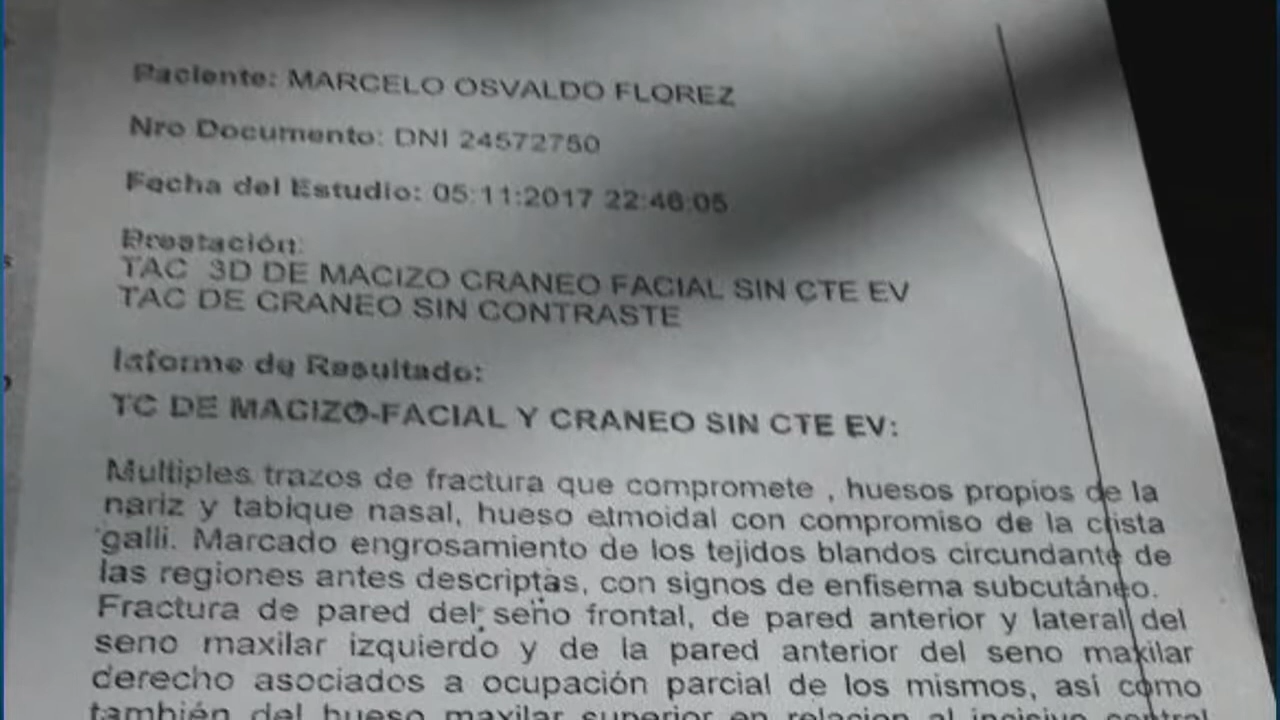 Paciente: MARCELO OSVALDO FLOREZ
Nro Documento: DNI 24572750
Fecha del Estudio: 05:11:2017 22:46:05
Prestación:
TAC 3D DE MACIZO CRANEO FACIAL SIN CTE EV
TAC DE CRANEO SIN CONTRASTE
Informe de Resultado:
TC DE MACIZO-FACIAL Y CRANEO SIN CTE EV:
Multiples trazos de fractura que compromete , huesos propios de la
nariz y tabique nasal, hueso etmoidal con compromiso de la crista
galli. Marcado engrosamiento de los tejidos blandos circundante de
las regiones antes descriptas, con signos de enfisema subcutáneo.
Fractura de pared del seno frontal, de pared anterior y lateral del
seno maxilar izquierdo y de la pared anterior del seno maxilar
derecho asociados a ocupación parcial de los mismos, así como
también del hueso maxilar superior en relacion al incisivo